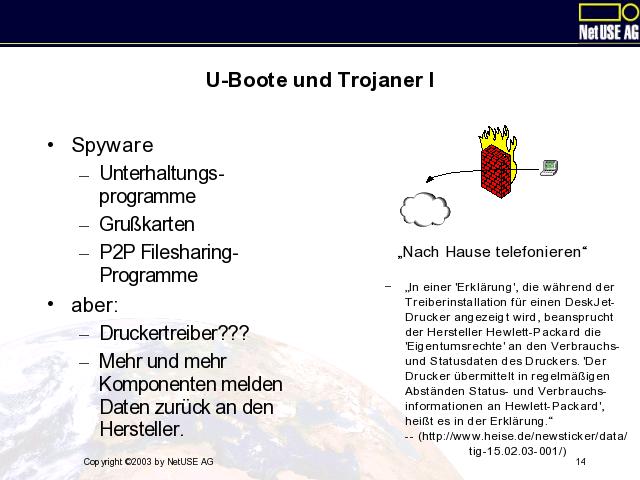 NetUSE AG
U-Boote und Trojaner I
• Spyware
– Unterhaltungs-
programme
– Grußkarten
– P2P Filesharing-
Programme
• aber:
– Druckertreiber???
– Mehr und mehr
Komponenten melden
Daten zurück an den
Hersteller.
„Nach Hause telefonieren“
– „In einer 'Erklärung', die während der
Treiberinstallation für einen DeskJet-
Drucker angezeigt wird, beansprucht
der Hersteller Hewlett-Packard die
'Eigentumsrechte' an den Verbrauchs-
und Statusdaten des Druckers. 'Der
Drucker übermittelt in regelmäßigen
Abständen Status- und Verbrauchs-
informationen an Hewlett-Packard',
heißt es in der Erklärung.“
-- (http://www.heise.de/newsticker/data/
tig-15.02.03-001/)
Copyright ©2003 by NetUSE AG
14